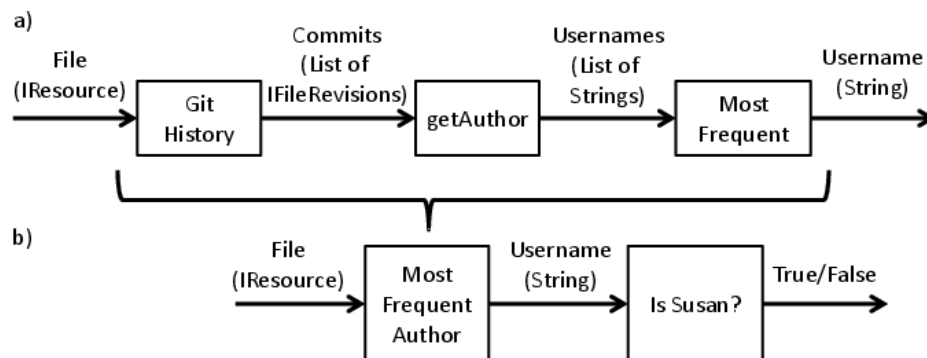 a)
File
(IResource)
Git
History
Commits
(List of
IFileRevisions)
getAuthor
Usernames
(List of
Strings)
Most
Frequent
Username
(String)
b)
File
(IResource)
Most
Frequent
Author
Username
(String)
Is Susan?
True/False